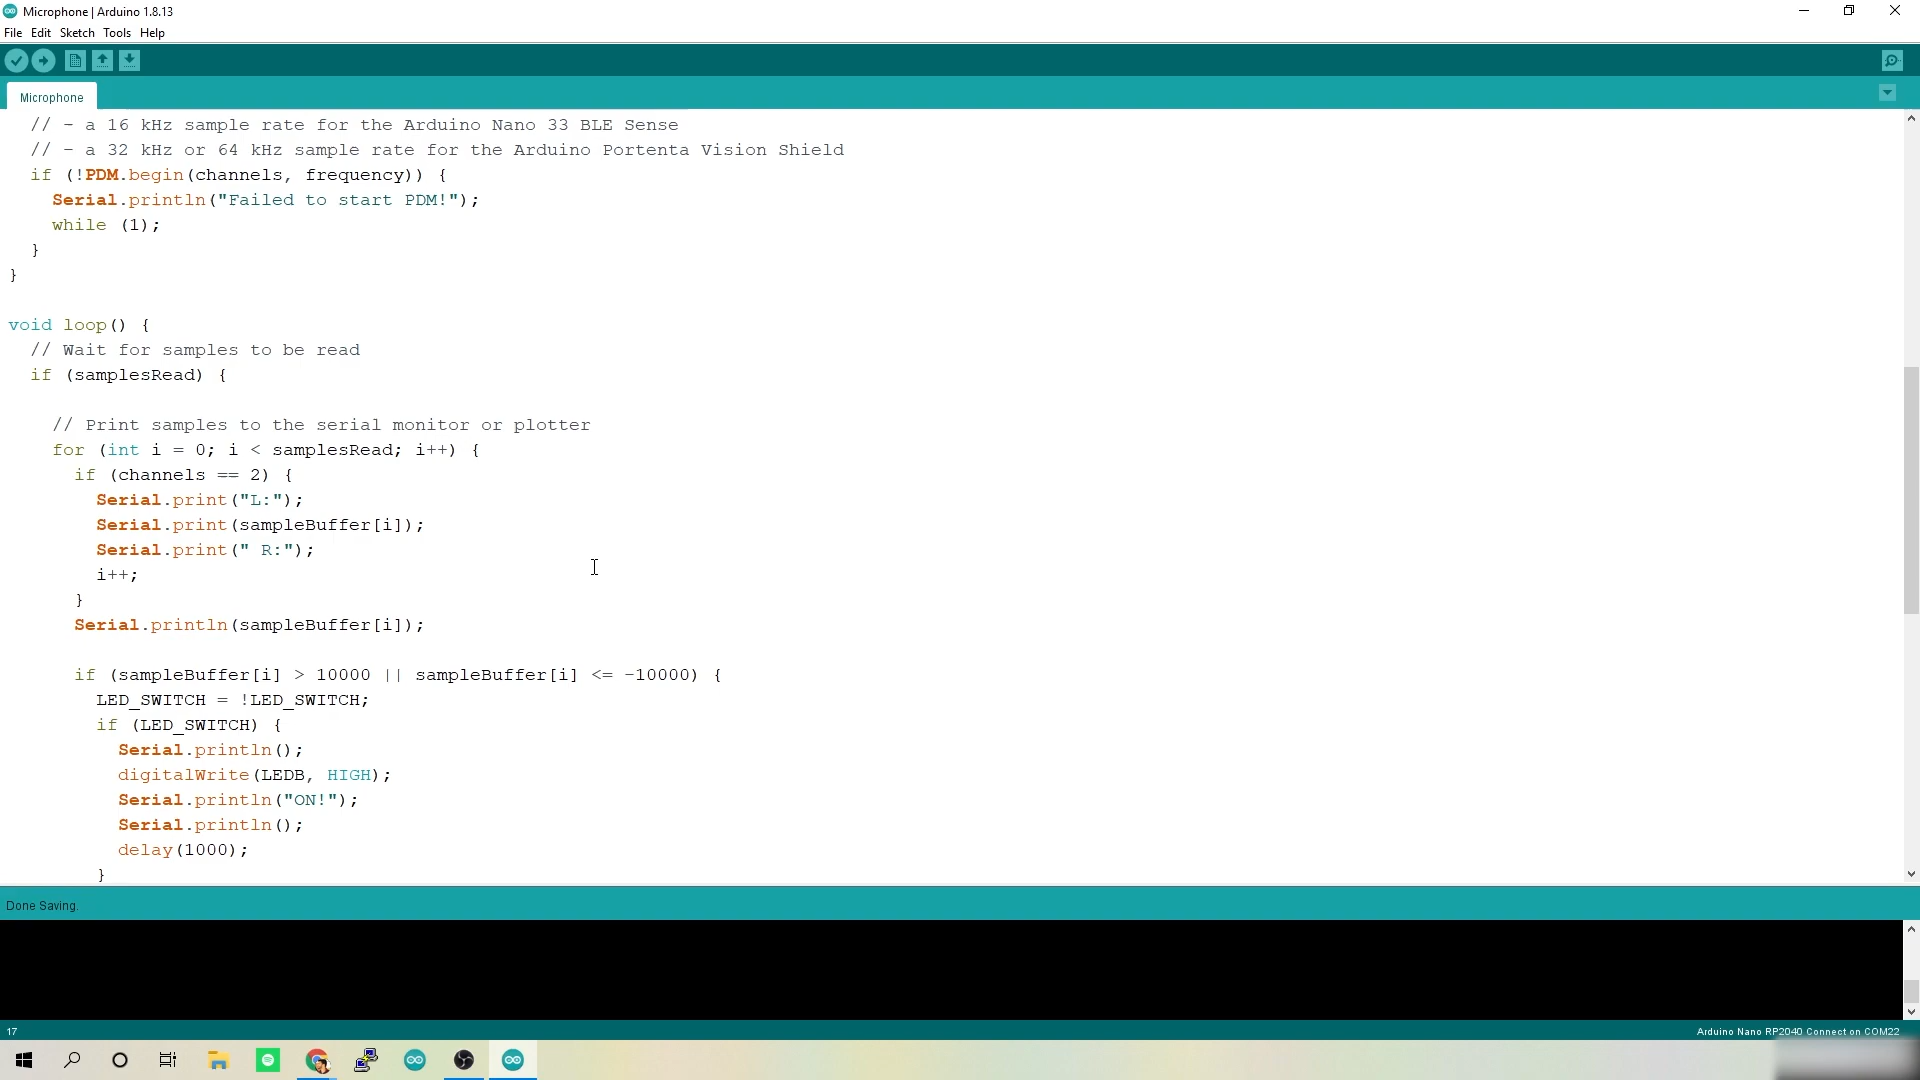 Microphone | Arduino 1.8.13
File Edit Sketch Tools Help
Microphone
// - a 16 kHz sample rate for the Arduino Nano 33 BLE Sense
// - a 32 kHz or 64 kHz sample rate for the Arduino Portenta Vision Shield
if (!PDM.begin(channels, frequency)) {
Serial.println("Failed to start PDM!");
while (1);
}
}
void loop() {
// Wait for samples to be read
if (samplesRead) {
// Print samples to the serial monitor or plotter
for (int i = 0; i < samplesRead; i++) {
if (channels == 2) {
Serial.print("L:");
Serial.print(sampleBuffer[i]);
Serial.print(" R:");
i++;
}
Serial.println(sampleBuffer[i]);
if (sampleBuffer[i] > 10000 || sampleBuffer[i] <= -10000) {
LED_SWITCH = !LED_SWITCH;
if (LED_SWITCH) {
Serial.println();
digitalWrite(LEDB, HIGH);
Serial.println("ON!");
Serial.println();
delay(1000);
}
Done Saving.
17
Arduino Nano RP2040 Connect on COM22